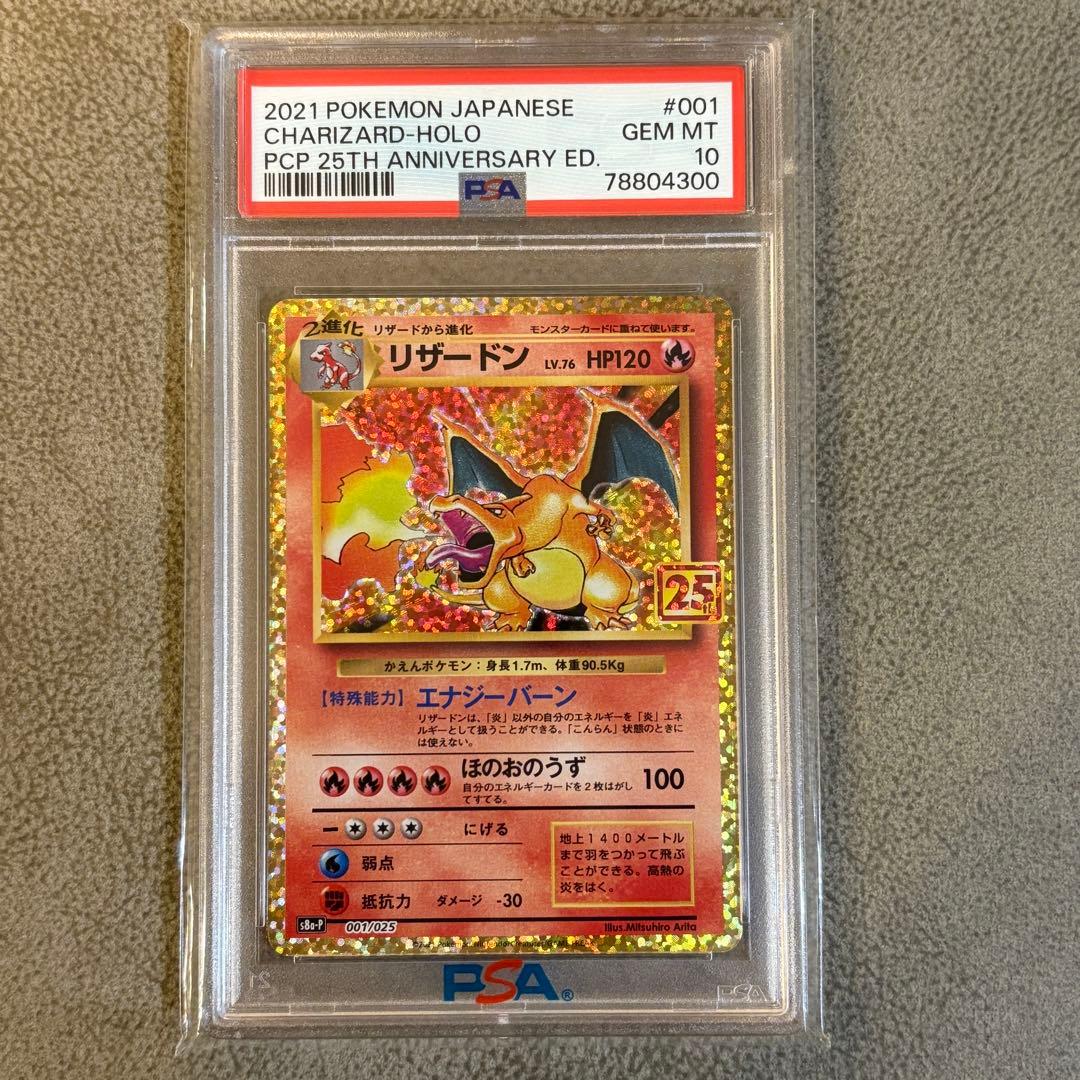 2021 POKEMON JAPANESE #001
CHARIZARD-HOLO GEM MT
PCP 25TH ANNIVERSARY ED. 10
PSA 78804300
2進化 リザードから進化 モンスターカードに重ねて使います。
リザードン LV.76 HP120
25th
かえんポケモン:身長1.7m、体重90.5Kg
【特殊能力】 エナジーバーン
リザードンは、「炎」以外の自分のエネルギーを「炎」エネ
ルギーとして扱うことができる。「こんらん」状態のときに
は使えない。
ほのおのうず 100
自分のエネルギーカードを2枚はがし
てすてる。
にげる
弱点
抵抗力 ダメージ -30
地上1400メートル
まで羽をつかって飛ぶ
ことができる。高熱の
炎をはく。
s8a-P 001/025 Illus.Mitsuhiro Arita
PSA®
PSA